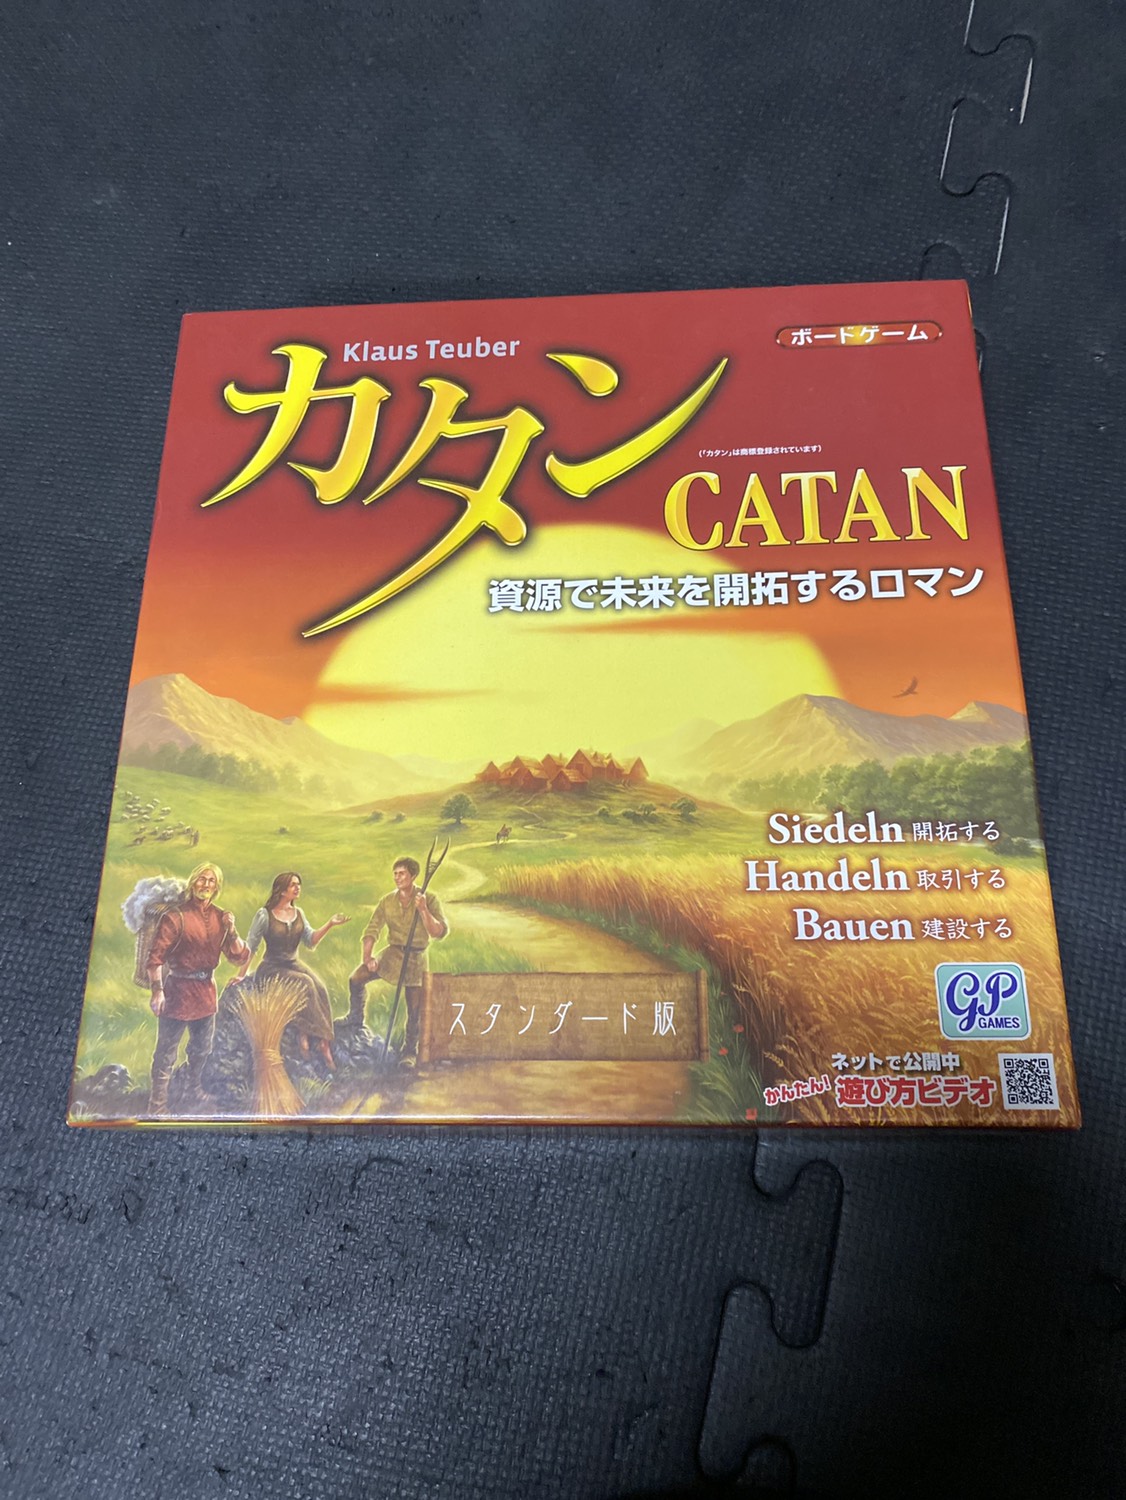 Klaus Teuber
ボードゲーム
カタン
(「カタン」は商標登録されています)
CATAN
資源で未来を開拓するロマン
Siedeln 開拓する
Handeln 取引する
Bauen 建設する
スタンダード版
GP
GAMES
ネットで公開中
かんたん! 遊び方ビデオ